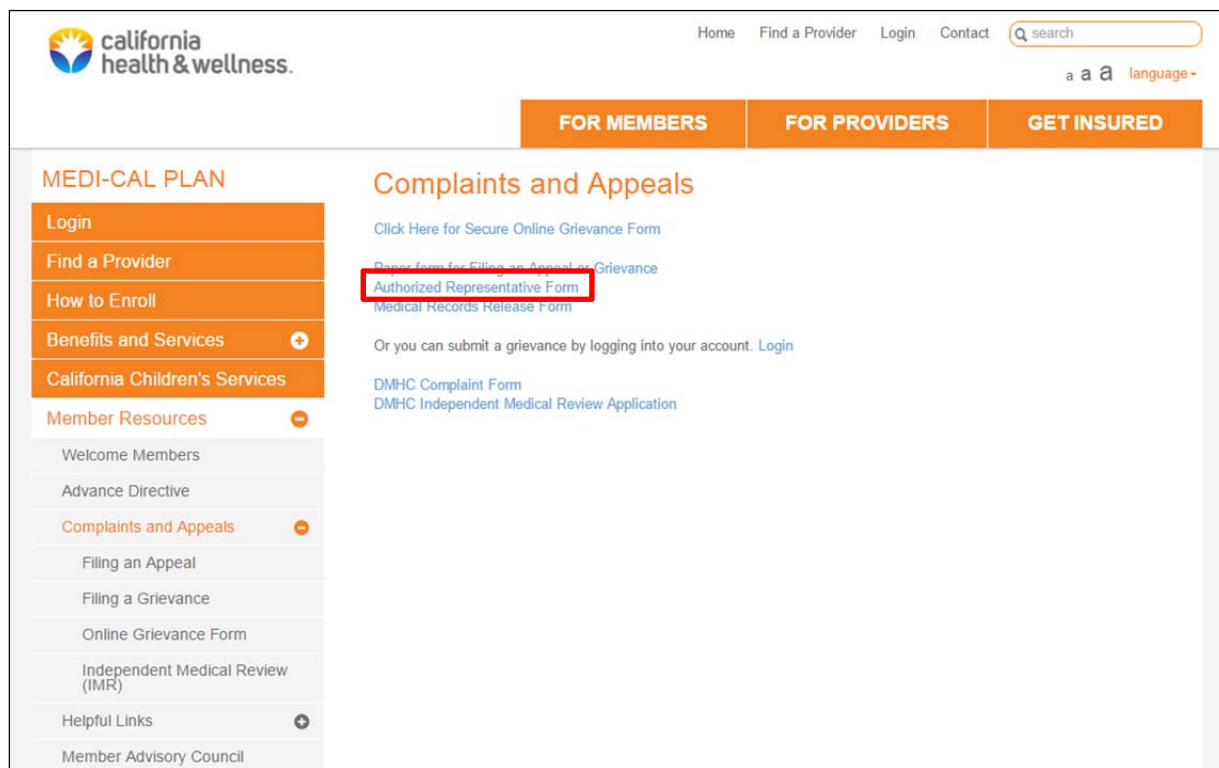 california
health & wellness.
Home Find a Provider Login Contact search
a a a language
FOR MEMBERS FOR PROVIDERS GET INSURED
MEDI-CAL PLAN
Login
Find a Provider
How to Enroll
Benefits and Services
California Children's Services
Member Resources
Welcome Members
Advance Directive
Complaints and Appeals
Filing an Appeal
Filing a Grievance
Online Grievance Form
Independent Medical Review
(IMR)
Helpful Links
Member Advisory Council
Complaints and Appeals
Click Here for Secure Online Grievance Form
Paper form for Filing an Appeal or Grievance
Authorized Representative Form
Medical Records Release Form
Or you can submit a grievance by logging into your account. Login
DMHC Complaint Form
DMHC Independent Medical Review Application